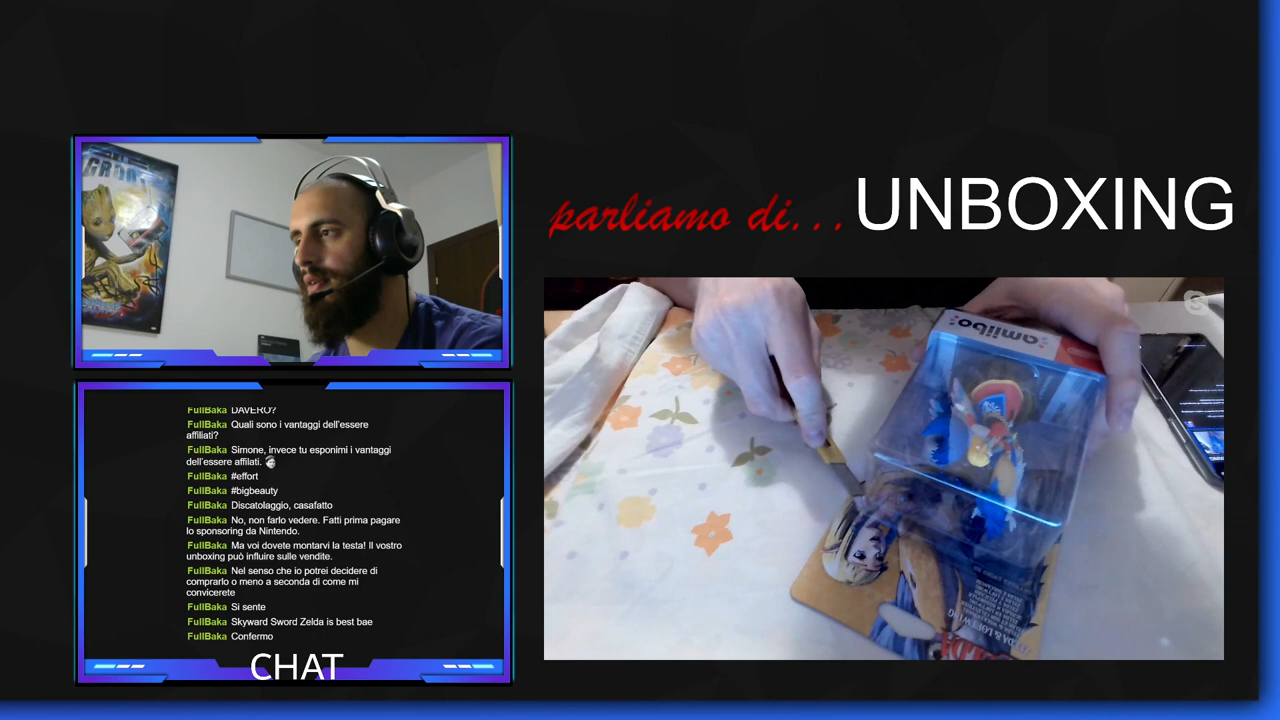 parliamo di... UNBOXING
GROOT
amiibo
ZELDA & LOFTWING
FullBaka DAVERO?
FullBaka Quali sono i vantaggi dell'essere
affiliati?
FullBaka Simone, invece tu esponimi i vantaggi
dell'essere affilati.
FullBaka #effort
FullBaka #bigbeauty
FullBaka Discatolaggio, casafatto
FullBaka No, non farlo vedere. Fatti prima pagare
lo sponsoring da Nintendo.
FullBaka Ma voi dovete montarvi la testa! Il vostro
unboxing può influire sulle vendite.
FullBaka Nel senso che io potrei decidere di
comprarlo o meno a seconda di come mi
convicerete
FullBaka Si sente
FullBaka Skyward Sword Zelda is best bae
FullBaka Confermo
CHAT